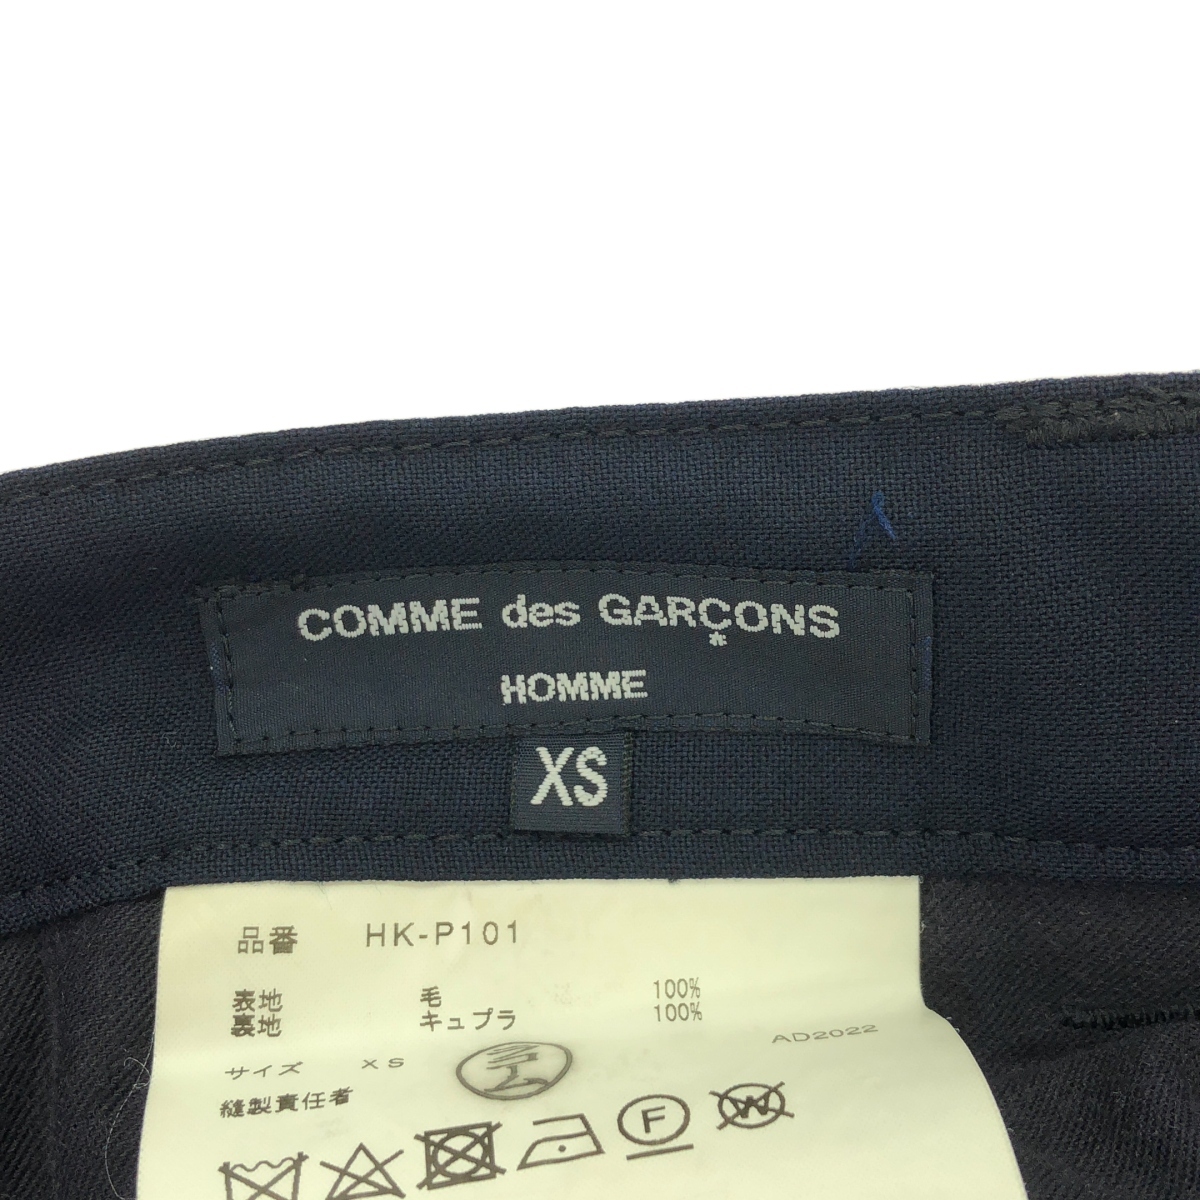 COMME des GARÇONS
HOMME
XS
品番 HK-P101
表地 毛 100%
裏地 キュプラ 100%
AD2022
サイズ XS
縫製責任者
F
W